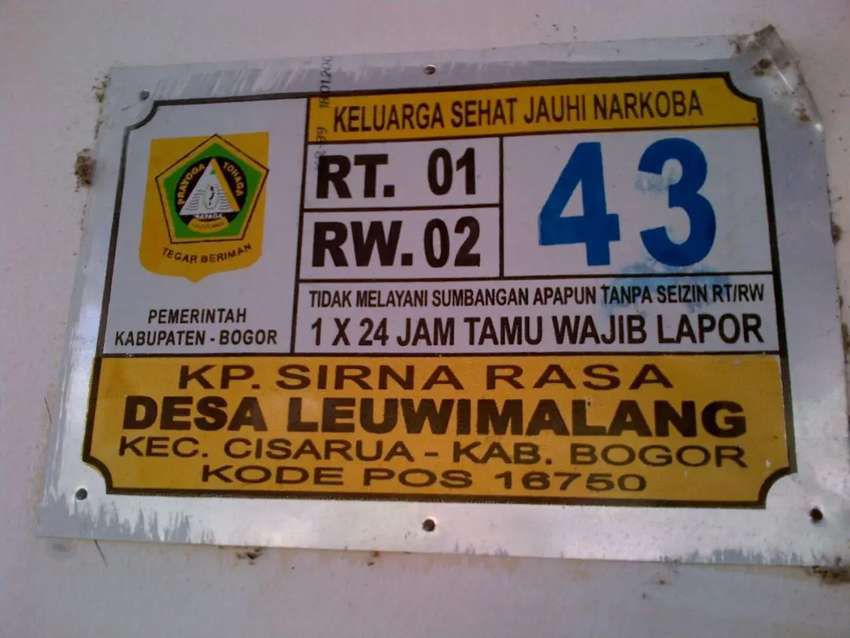 KELUARGA SEHAT JAUHI NARKOBA
PRAYOGA TOHAGA
SAYAGA
TEGAR BERIMAN
PEMERINTAH
KABUPATEN - BOGOR
RT. 01
RW. 02
43
TIDAK MELAYANI SUMBANGAN APAPUN TANPA SEIZIN RT/RW
1 X 24 JAM TAMU WAJIB LAPOR
KP. SIRNA RASA
DESA LEUWIMALANG
KEC. CISARUA - KAB. BOGOR
KODE POS 16750